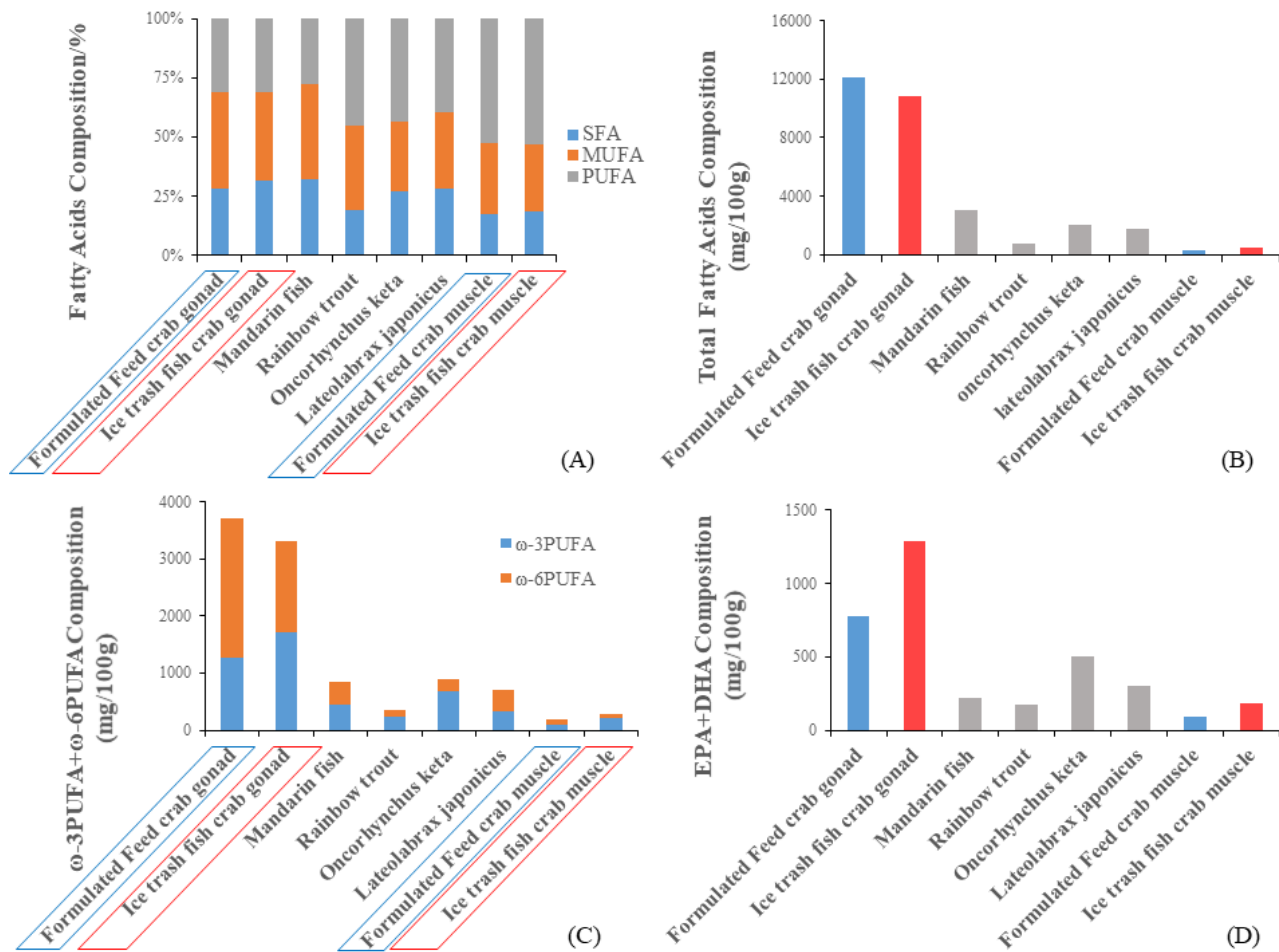 Fatty Acids Composition/%
100%
75%
50%
25%
0%
SFA
MUFA
PUFA
Formulated Feed crab gonad
Ice trash fish crab gonad
Mandarin fish
Rainbow trout
Oncorhynchus keta
Lateolabrax japonicus
Formulated Feed crab muscle
Ice trash fish crab muscle
(A)
Total Fatty Acids Composition
(mg/100g)
16000
12000
8000
4000
0
Formulated Feed crab gonad
Ice trash fish crab gonad
Mandarin fish
Rainbow trout
oncorhynchus keta
lateolabrax japonicus
Formulated Feed crab muscle
Ice trash fish crab muscle
(B)
ω-3PUFA+ω-6PUFA Composition
(mg/100g)
4000
3000
2000
1000
0
ω-3PUFA
ω-6PUFA
Formulated Feed crab gonad
Ice trash fish crab gonad
Mandarin fish
Rainbow trout
Oncorhynchus keta
Lateolabrax japonicus
Formulated Feed crab muscle
Ice trash fish crab muscle
(C)
EPA+DHA Composition
(mg/100g)
1500
1000
500
0
Formulated Feed crab gonad
Ice trash fish crab gonad
Mandarin fish
Rainbow trout
Oncorhynchus keta
Lateolabrax japonicus
Formulated Feed crab muscle
Ice trash fish crab muscle
(D)